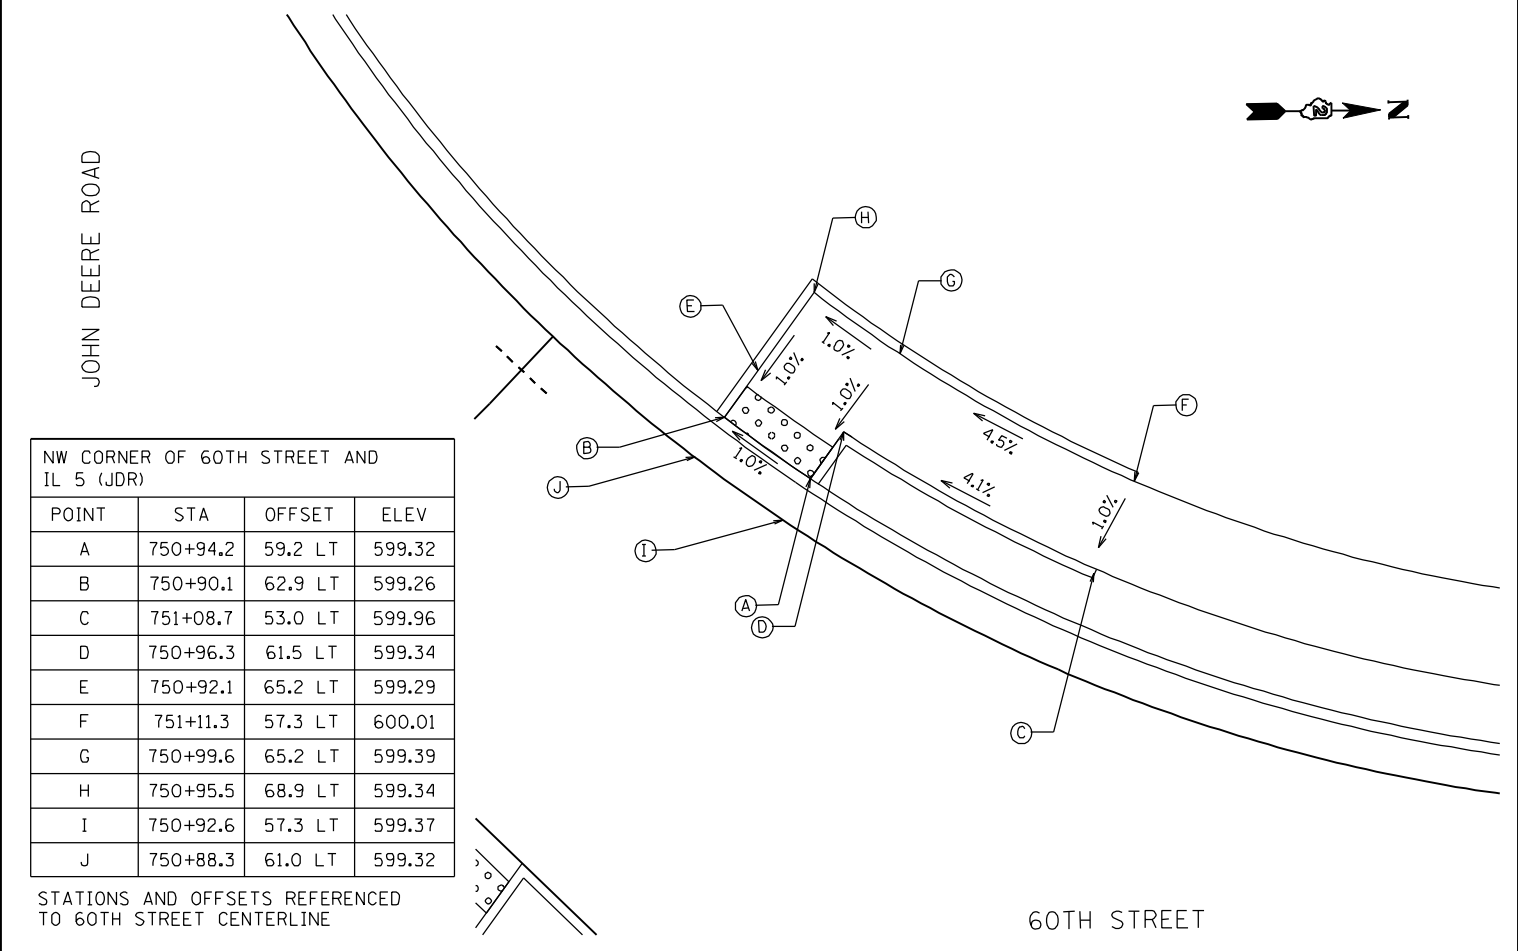 JOHN DEERE ROAD
N
2
H
G
E
F
B
J
I
A
D
C
1.0%
1.0%
1.0%
1.0%
4.5%
4.1%
1.0%
NW CORNER OF 60TH STREET AND
IL 5 (JDR)
POINT STA OFFSET ELEV
A 750+94.2 59.2 LT 599.32
B 750+90.1 62.9 LT 599.26
C 751+08.7 53.0 LT 599.96
D 750+96.3 61.5 LT 599.34
E 750+92.1 65.2 LT 599.29
F 751+11.3 57.3 LT 600.01
G 750+99.6 65.2 LT 599.39
H 750+95.5 68.9 LT 599.34
I 750+92.6 57.3 LT 599.37
J 750+88.3 61.0 LT 599.32
STATIONS AND OFFSETS REFERENCED
TO 60TH STREET CENTERLINE
60TH STREET